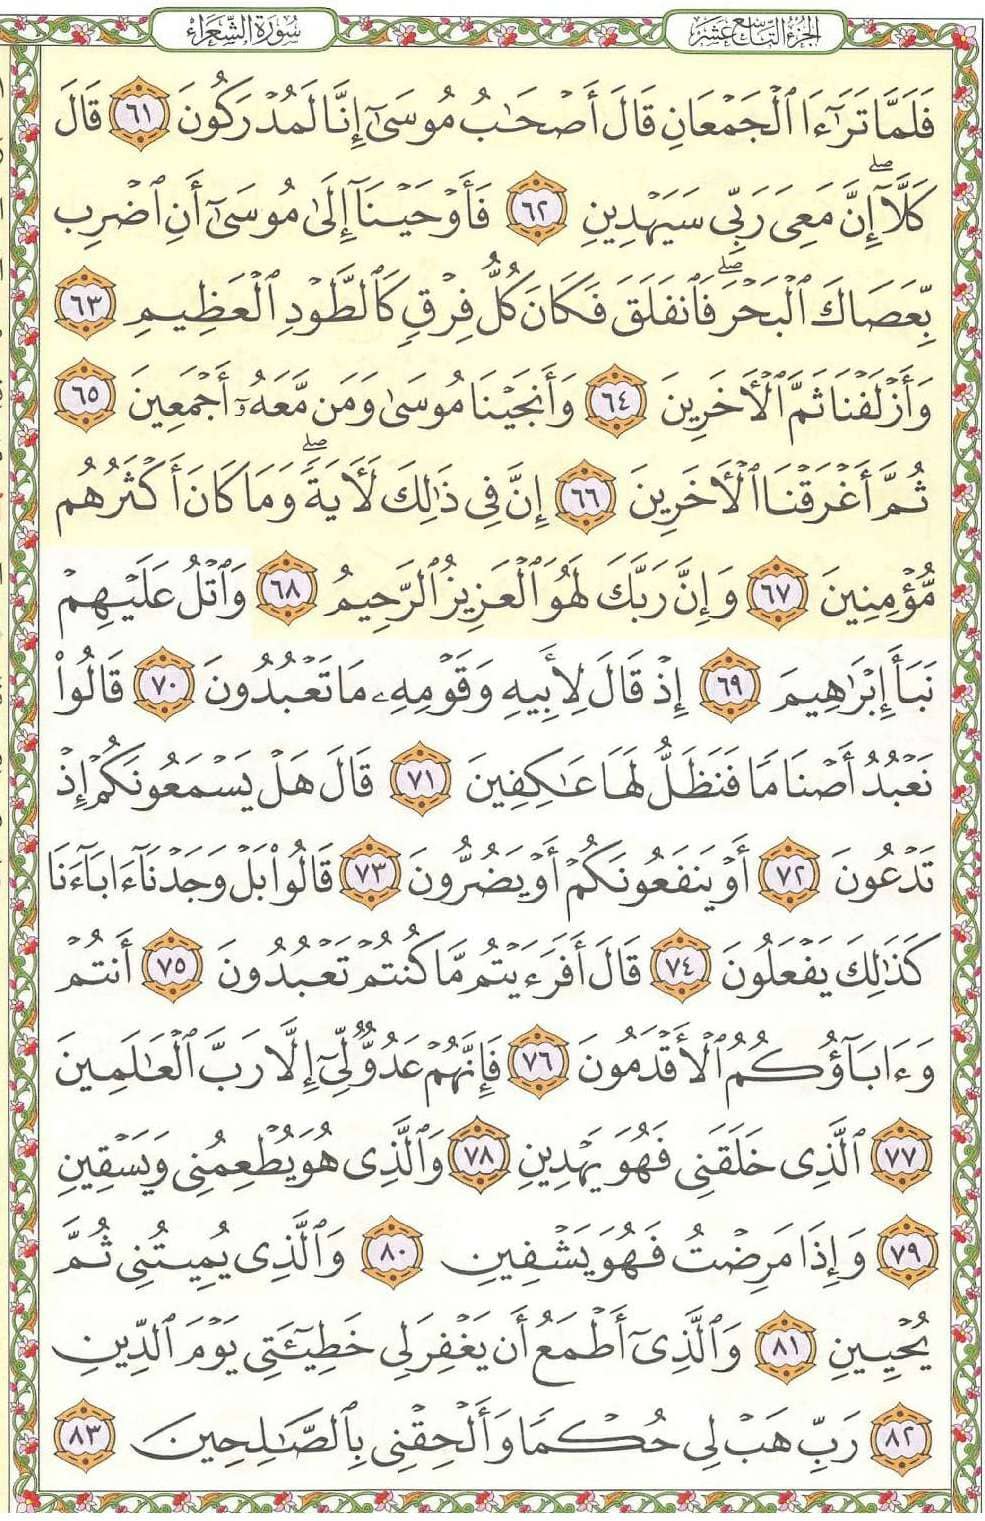 الجزء التاسع عشر
سورة الشعراء
فَلَمَّا تَرَٰٓءَا ٱلۡجَمۡعَانِ قَالَ أَصۡحَٰبُ مُوسَىٰٓ إِنَّا لَمُدۡرَكُونَ ٦١ قَالَ
كَلَّآۖ إِنَّ مَعِيَ رَبِّي سَيَهۡدِينِ ٦٢ فَأَوۡحَيۡنَآ إِلَىٰ مُوسَىٰٓ أَنِ ٱضۡرِب
بِّعَصَاكَ ٱلۡبَحۡرَۖ فَٱنفَلَقَ فَكَانَ كُلُّ فِرۡقٖ كَٱلطَّوۡدِ ٱلۡعَظِيمِ ٦٣
وَأَزۡلَفۡنَا ثَمَّ ٱلۡأٓخَرِينَ ٦٤ وَأَنجَيۡنَا مُوسَىٰ وَمَن مَّعَهُۥٓ أَجۡمَعِينَ ٦٥
ثُمَّ أَغۡرَقۡنَا ٱلۡأٓخَرِينَ ٦٦ إِنَّ فِي ذَٰلِكَ لَأٓيَةٗۖ وَمَا كَانَ أَكۡثَرُهُم
مُّؤۡمِنِينَ ٦٧ وَإِنَّ رَبَّكَ لَهُوَ ٱلۡعَزِيزُ ٱلرَّحِيمُ ٦٨ وَٱتۡلُ عَلَيۡهِمۡ
نَبَأَ إِبۡرَٰهِيمَ ٦٩ إِذۡ قَالَ لِأَبِيهِ وَقَوۡمِهِۦ مَا تَعۡبُدُونَ ٧٠ قَالُواْ
نَعۡبُدُ أَصۡنَامٗا فَنَظَلُّ لَهَا عَٰكِفِينَ ٧١ قَالَ هَلۡ يَسۡمَعُونَكُمۡ إِذۡ
تَدۡعُونَ ٧٢ أَوۡ يَنفَعُونَكُمۡ أَوۡ يَضُرُّونَ ٧٣ قَالُواْ بَلۡ وَجَدۡنَآ ءَابَآءَنَا
كَذَٰلِكَ يَفۡعَلُونَ ٧٤ قَالَ أَفَرَءَيۡتُم مَّا كُنتُمۡ تَعۡبُدُونَ ٧٥ أَنتُمۡ
وَءَابَآؤُكُمُ ٱلۡأَقۡدَمُونَ ٧٦ فَإِنَّهُمۡ عَدُوّٞ لِّيٓ إِلَّا رَبَّ ٱلۡعَٰلَمِينَ
٧٧ ٱلَّذِي خَلَقَنِي فَهُوَ يَهۡدِينِ ٧٨ وَٱلَّذِي هُوَ يُطۡعِمُنِي وَيَسۡقِينِ
٧٩ وَإِذَا مَرِضۡتُ فَهُوَ يَشۡفِينِ ٨٠ وَٱلَّذِي يُمِيتُنِي ثُمَّ
يُحۡيِينِ ٨١ وَٱلَّذِيٓ أَطۡمَعُ أَن يَغۡفِرَ لِي خَطِيٓـَٔتِي يَوۡمَ ٱلدِّينِ
٨٢ رَبِّ هَبۡ لِي حُكۡمٗا وَأَلۡحِقۡنِي بِٱلصَّٰلِحِينَ ٨٣